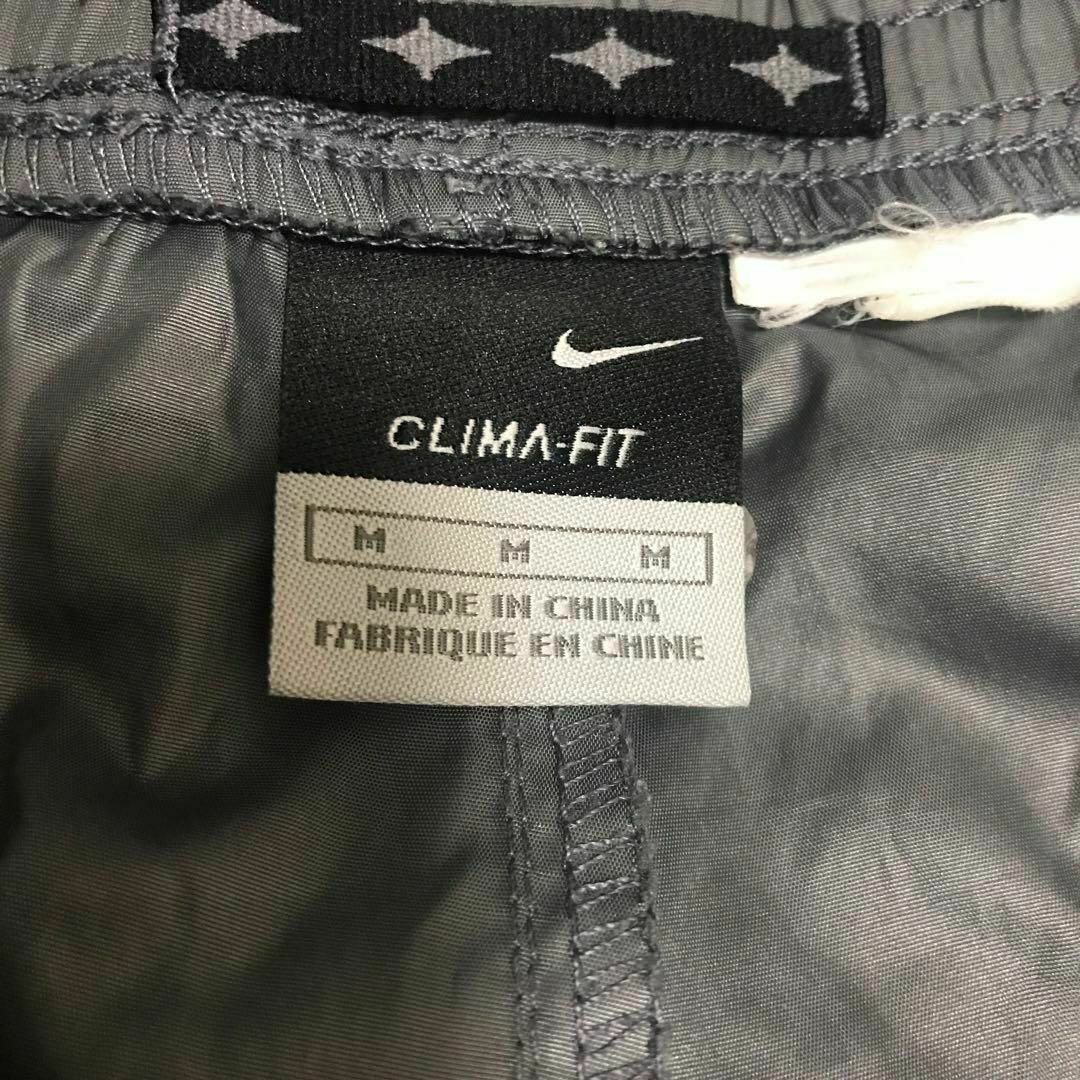 CLIMA-FIT
M M M
MADE IN CHINA
FABRIQUE EN CHINE